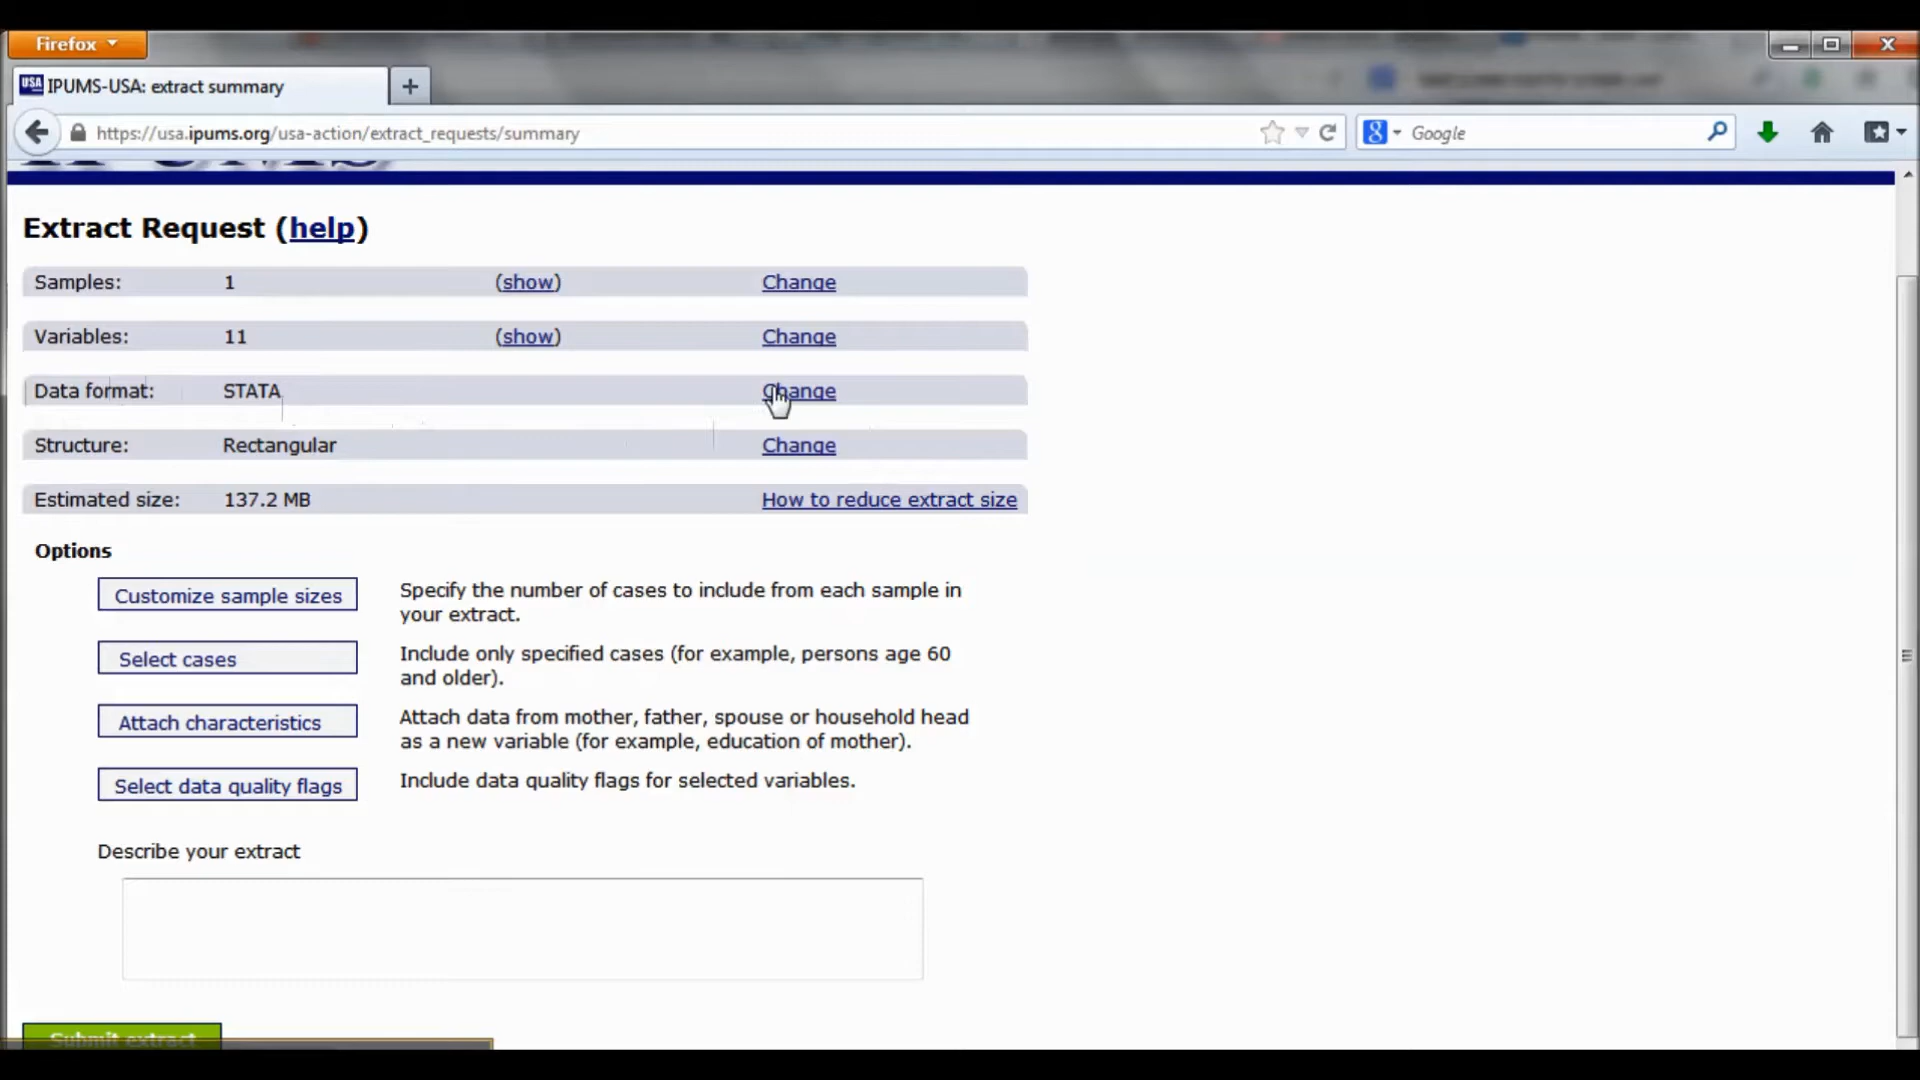 Firefox
USA IPUMS-USA: extract summary
https://usa.ipums.org/usa-action/extract_requests/summary
Google
Extract Request (help)
Samples: 1 (show) Change
Variables: 11 (show) Change
Data format: STATA Change
Structure: Rectangular Change
Estimated size: 137.2 MB How to reduce extract size
Options
Customize sample sizes Specify the number of cases to include from each sample in
your extract.
Select cases Include only specified cases (for example, persons age 60
and older).
Attach characteristics Attach data from mother, father, spouse or household head
as a new variable (for example, education of mother).
Select data quality flags Include data quality flags for selected variables.
Describe your extract
Submit extract